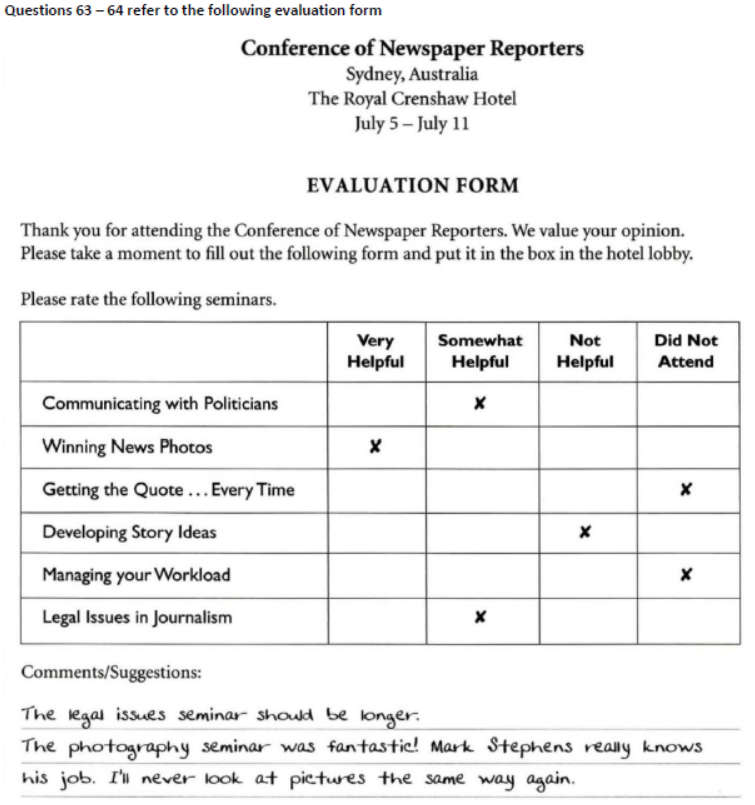 Questions 63 – 64 refer to the following evaluation form
Conference of Newspaper Reporters
Sydney, Australia
The Royal Crenshaw Hotel
July 5 – July 11
EVALUATION FORM
Thank you for attending the Conference of Newspaper Reporters. We value your opinion.
Please take a moment to fill out the following form and put it in the box in the hotel lobby.
Please rate the following seminars.
Very Helpful Somewhat Helpful Not Helpful Did Not Attend
Communicating with Politicians ✘
Winning News Photos ✘
Getting the Quote ... Every Time ✘
Developing Story Ideas ✘
Managing your Workload ✘
Legal Issues in Journalism ✘
Comments/Suggestions:
The legal issues seminar should be longer.
The photography seminar was fantastic! Mark Stephens really knows
his job. I'll never look at pictures the same way again.